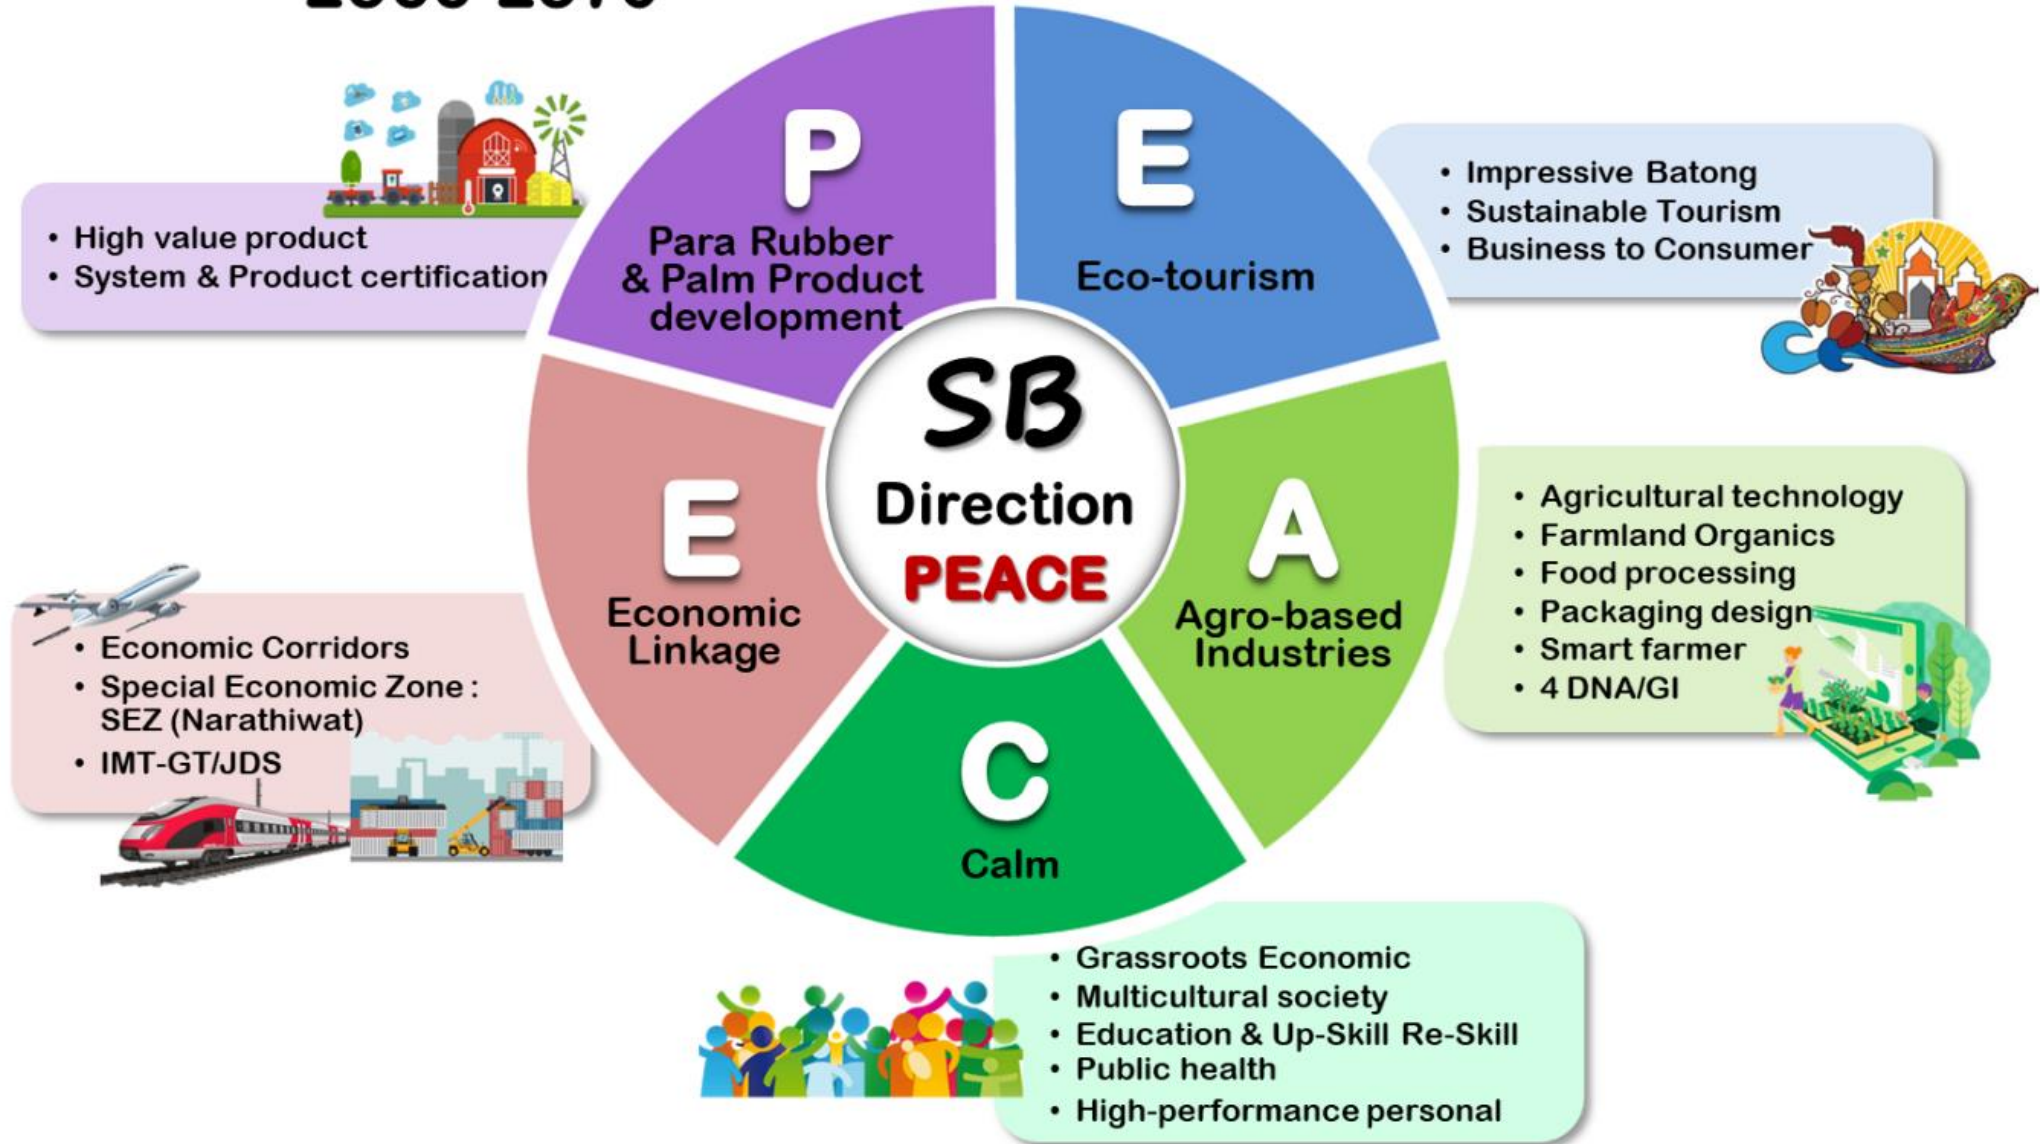 P
Para Rubber
& Palm Product
development
• High value product
• System & Product certification
E
Eco-tourism
• Impressive Batong
• Sustainable Tourism
• Business to Consumer
SB
Direction
PEACE
A
Agro-based
Industries
• Agricultural technology
• Farmland Organics
• Food processing
• Packaging design
• Smart farmer
• 4 DNA/GI
C
Calm
• Grassroots Economic
• Multicultural society
• Education & Up-Skill Re-Skill
• Public health
• High-performance personal
E
Economic
Linkage
• Economic Corridors
• Special Economic Zone :
SEZ (Narathiwat)
• IMT-GT/JDS